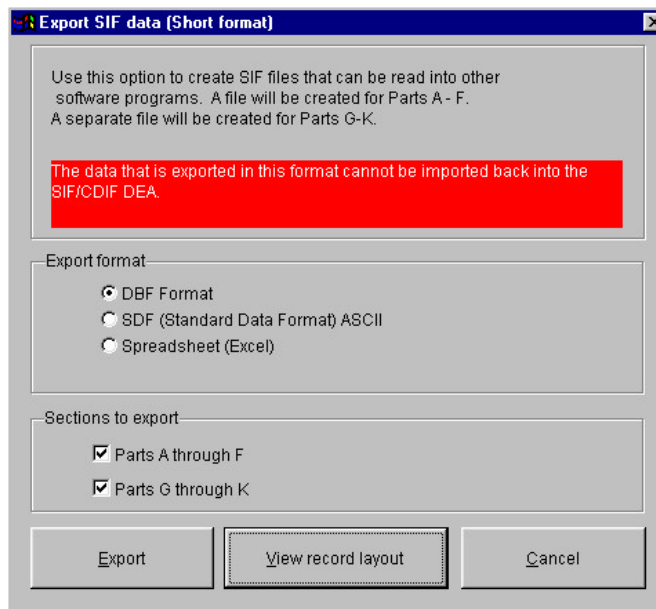 Export SIF data (Short format)
Use this option to create SIF files that can be read into other
software programs. A file will be created for Parts A - F.
A separate file will be created for Parts G-K.
The data that is exported in this format cannot be imported back into the
SIF/CDIF DEA.
Export format
DBF Format
SDF (Standard Data Format) ASCII
Spreadsheet (Excel)
Sections to export
Parts A through F
Parts G through K
Export
View record layout
Cancel